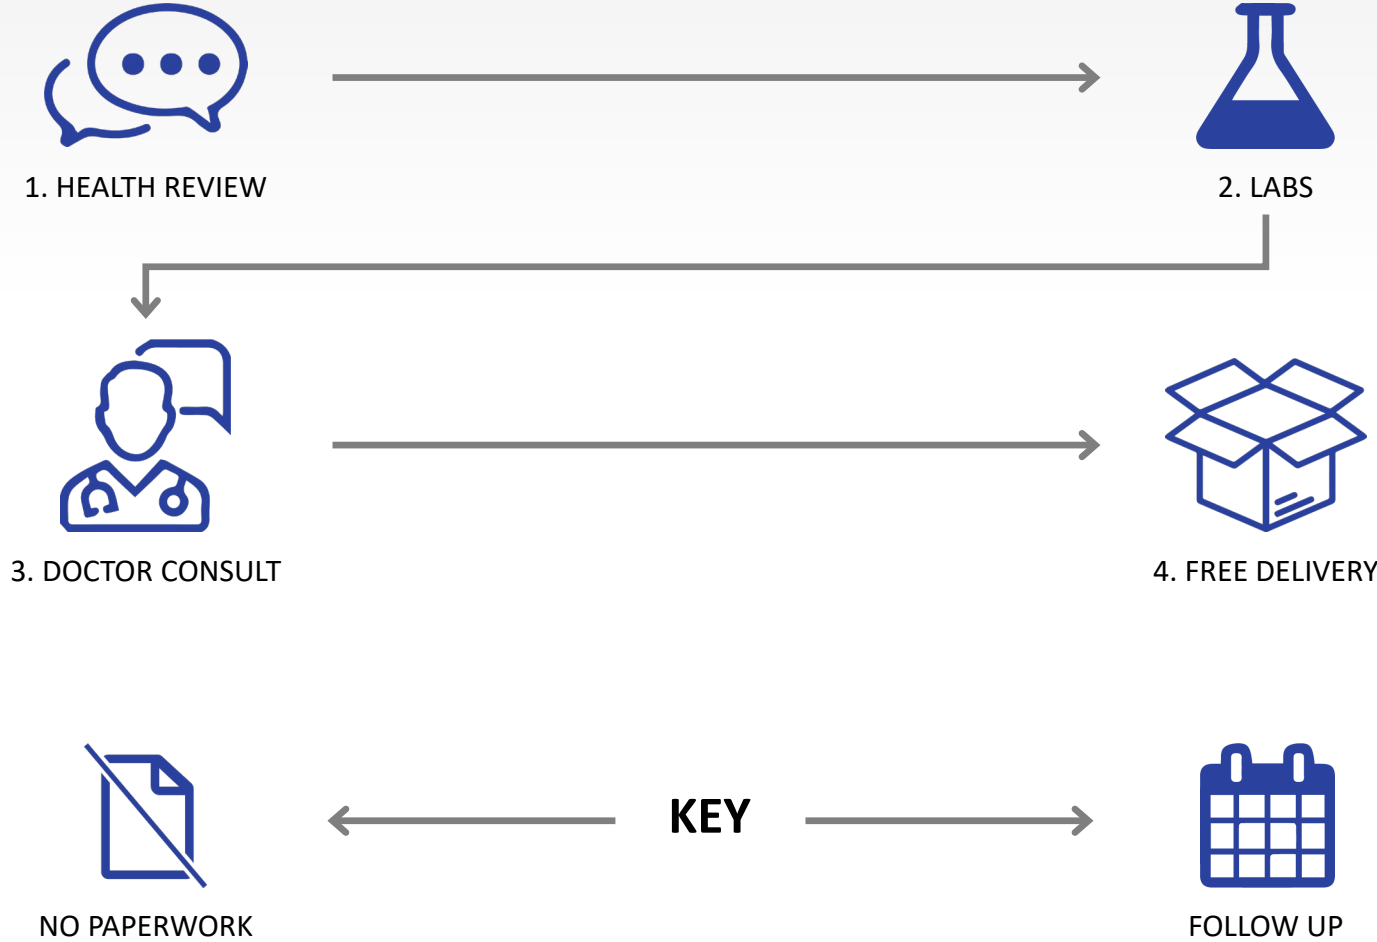 1. HEALTH REVIEW
2. LABS
3. DOCTOR CONSULT
4. FREE DELIVERY
KEY
NO PAPERWORK
FOLLOW UP